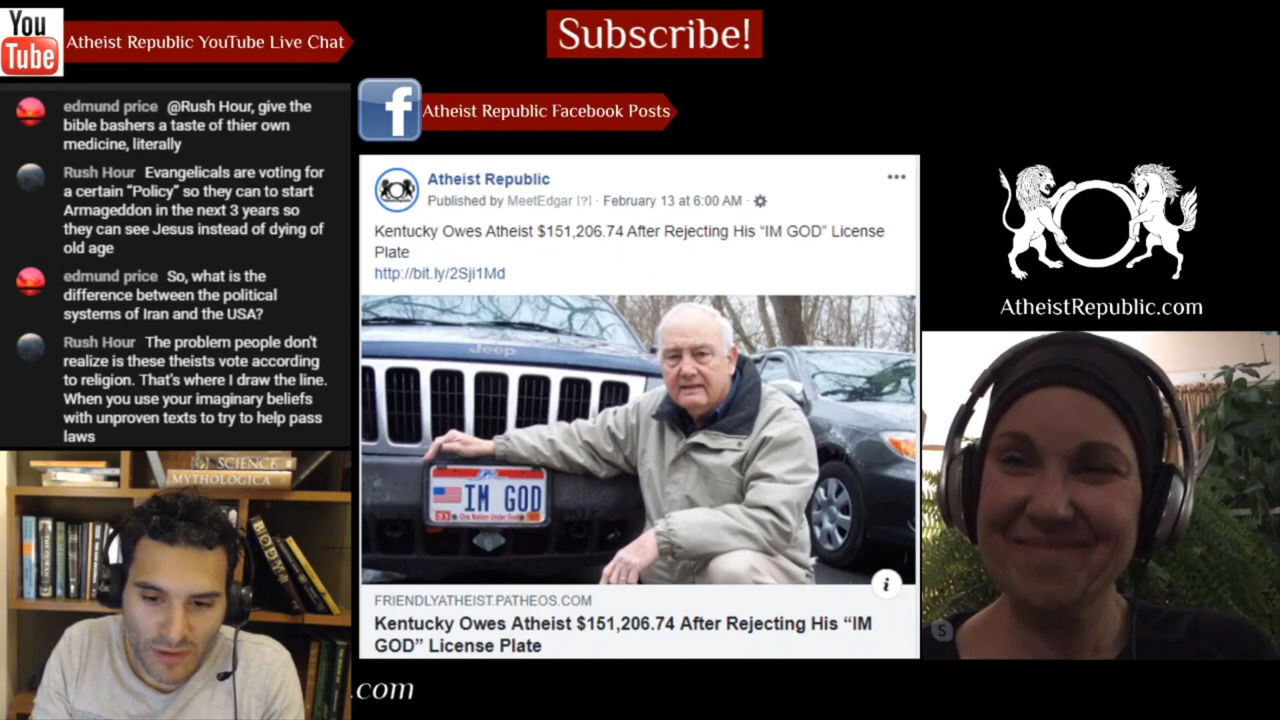 You
Tube
Atheist Republic YouTube Live Chat
Subscribe!
edmund price @Rush Hour, give the
bible bashers a taste of thier own
medicine, literally
Rush Hour Evangelicals are voting for
a certain "Policy" so they can to start
Armageddon in the next 3 years so
they can see Jesus instead of dying of
old age
edmund price So, what is the
difference between the political
systems of Iran and the USA?
Rush Hour The problem people don't
realize is these theists vote according
to religion. That's where I draw the line.
When you use your imaginary beliefs
with unproven texts to try to help pass
laws
f
Atheist Republic Facebook Posts
Atheist Republic
Published by MeetEdgar [?] · February 13 at 6:00 AM ·
Kentucky Owes Atheist $151,206.74 After Rejecting His “IM GOD” License
Plate
http://bit.ly/2Sji1Md
Jeep
IM GOD
One Nation Under God
i
FRIENDLYATHEIST.PATHEOS.COM
Kentucky Owes Atheist $151,206.74 After Rejecting His “IM
GOD” License Plate
AtheistRepublic.com
S
SCIENCE
MYTHOLOGICA
BODY
.com